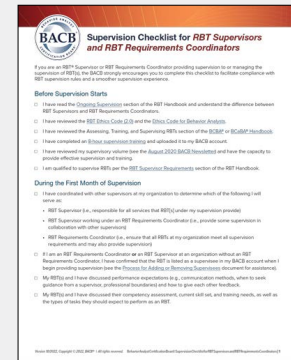 BEHAVIOR ANALYST
BACB
CERTIFICATION BOARD
Supervision Checklist for RBT Supervisors
and RBT Requirements Coordinators
If you are an RBT® Supervisor or RBT Requirements Coordinator providing supervision to or managing the
supervision of RBT(s), the BACB strongly encourages you to complete this checklist to facilitate compliance with
RBT supervision rules and a smoother supervision experience.
Before Supervision Starts
☐ I have read the Ongoing Supervision section of the RBT Handbook and understand the difference between
RBT Supervisors and RBT Requirements Coordinators.
☐ I have reviewed the RBT Ethics Code (2.0) and the Ethics Code for Behavior Analysts.
☐ I have reviewed the Assessing, Training, and Supervising RBTs section of the BCBA® or BCaBA® Handbook.
☐ I have completed an 8-hour supervision training and uploaded it to my BACB account.
☐ I have reviewed my supervisory volume (see the August 2020 BACB Newsletter) and have the capacity to
provide effective supervision and training.
☐ I am qualified to supervise RBTs per the RBT Supervisor Requirements section of the RBT Handbook.
During the First Month of Supervision
☐ I have coordinated with other supervisors at my organization to determine which of the following I will
serve as:
• RBT Supervisor (i.e., responsible for all services that RBT(s) under my supervision provide)
• RBT Supervisor working under an RBT Requirements Coordinator (i.e., provide some supervision in
collaboration with other supervisors)
• RBT Requirements Coordinator (i.e., ensure all RBTs at my organization meet all supervision
requirements and may also provide supervision)
☐ If I am an RBT Requirements Coordinator or an RBT Supervisor at an organization without an RBT
Requirements Coordinator, I have confirmed that the RBT is listed as a supervisee in my BACB account when I
begin providing supervision (see the Process for Adding or Removing Supervisees document for assistance).
☐ My RBT(s) and I have discussed performance expectations (e.g., communication methods, when to seek
guidance from a supervisor, professional boundaries) and how to give each other feedback.
☐ My RBT(s) and I have discussed their competency assessment, current skill set, and training needs, as well as
the types of tasks they should expect to perform as an RBT.
Copyright © 2022, BACB® | All rights reserved.